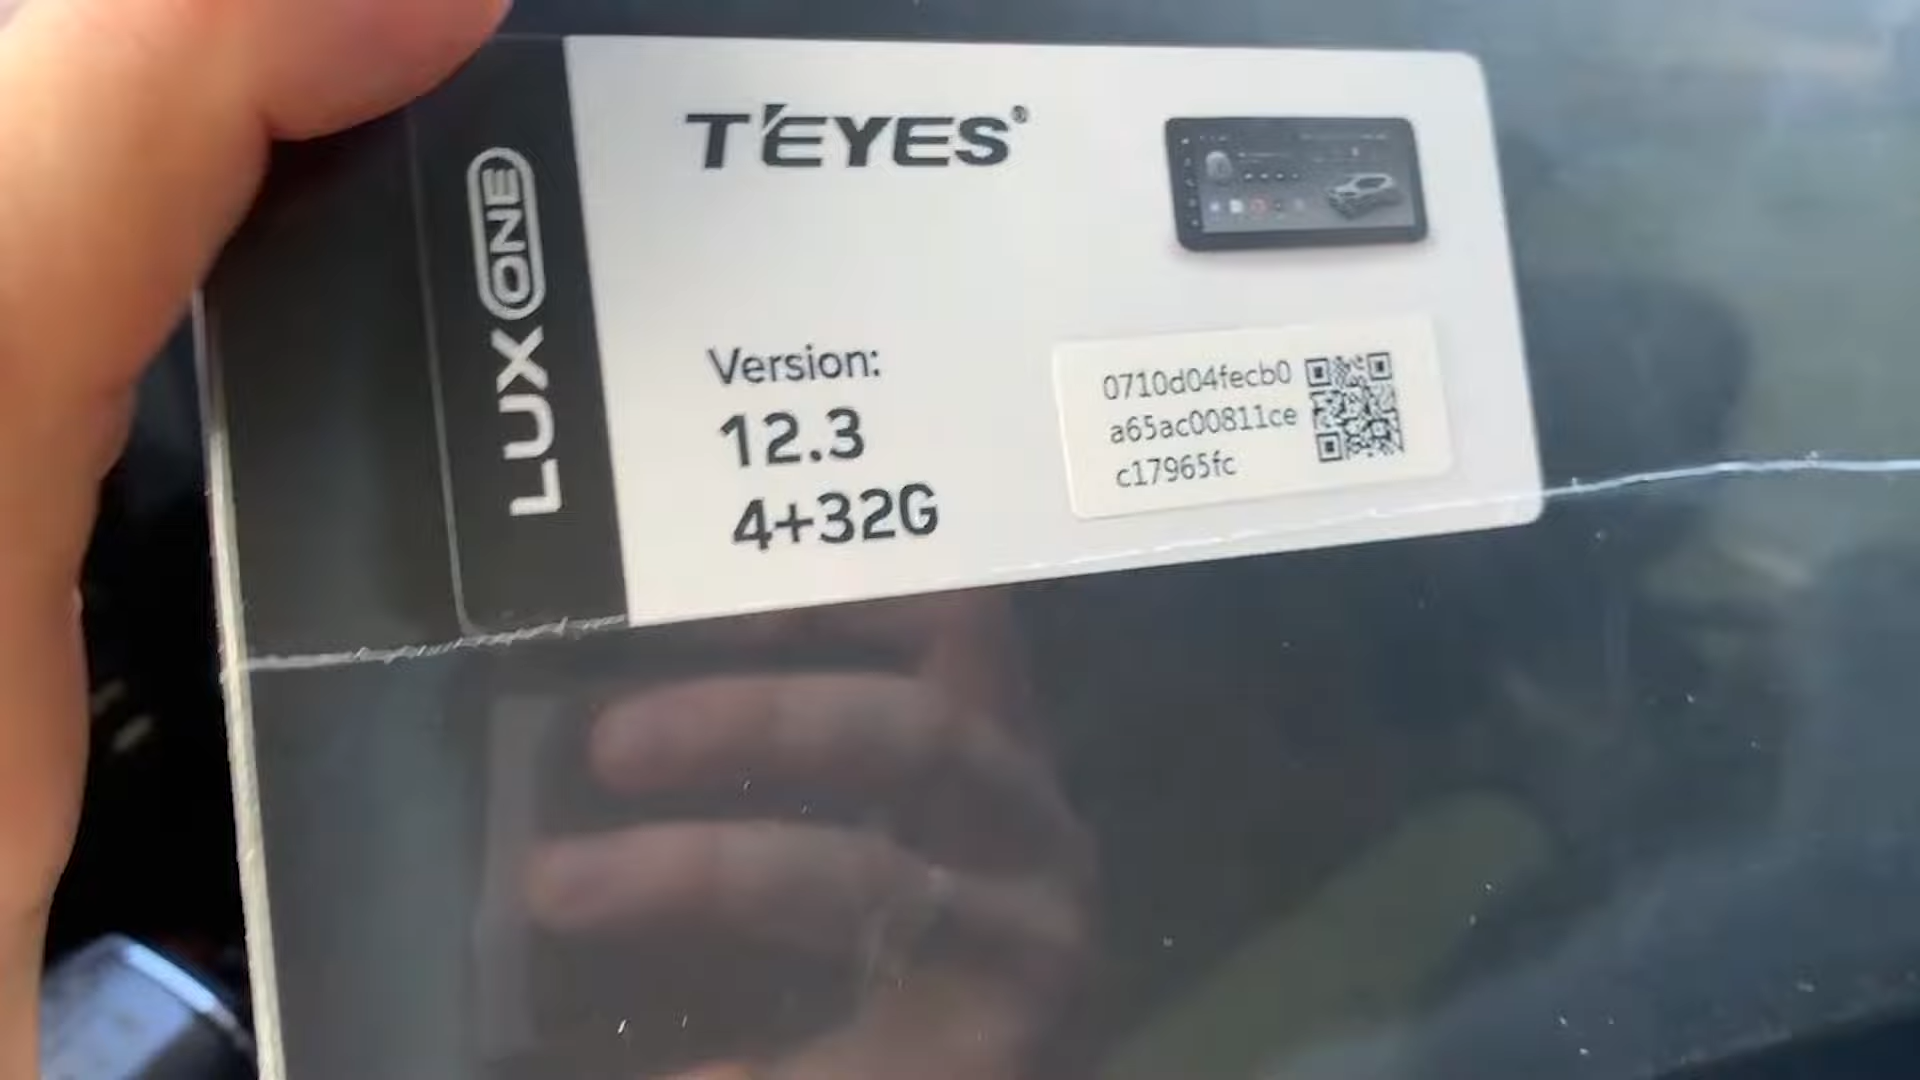 LUX ONE
TEYES®
Version:
12.3
4+32G
0710d04fecb0
a65ac00811ce
c17965fc